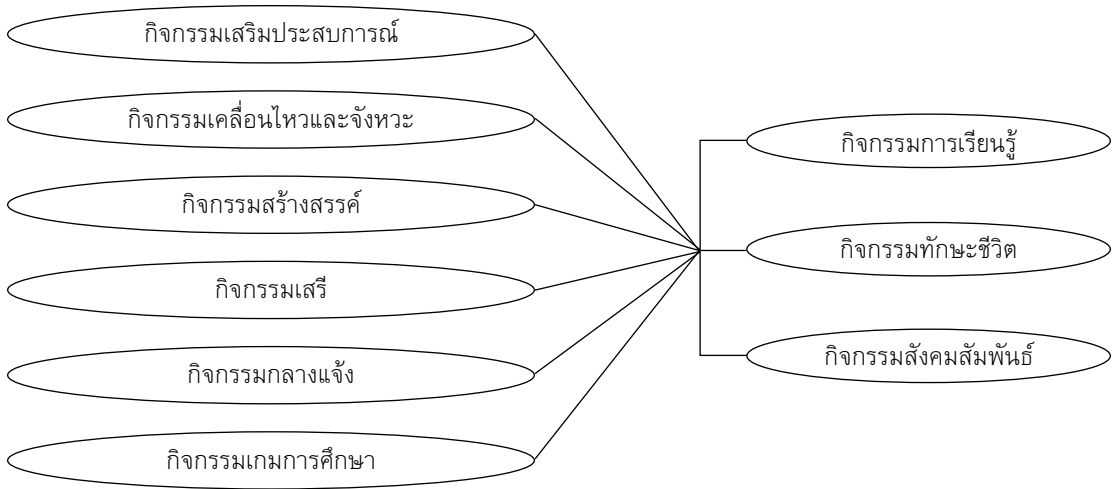 กิจกรรมเสริมประสบการณ์
กิจกรรมเคลื่อนไหวและจังหวะ
กิจกรรมสร้างสรรค์
กิจกรรมเสรี
กิจกรรมกลางแจ้ง
กิจกรรมเกมการศึกษา
กิจกรรมการเรียนรู้
กิจกรรมทักษะชีวิต
กิจกรรมสังคมสัมพันธ์